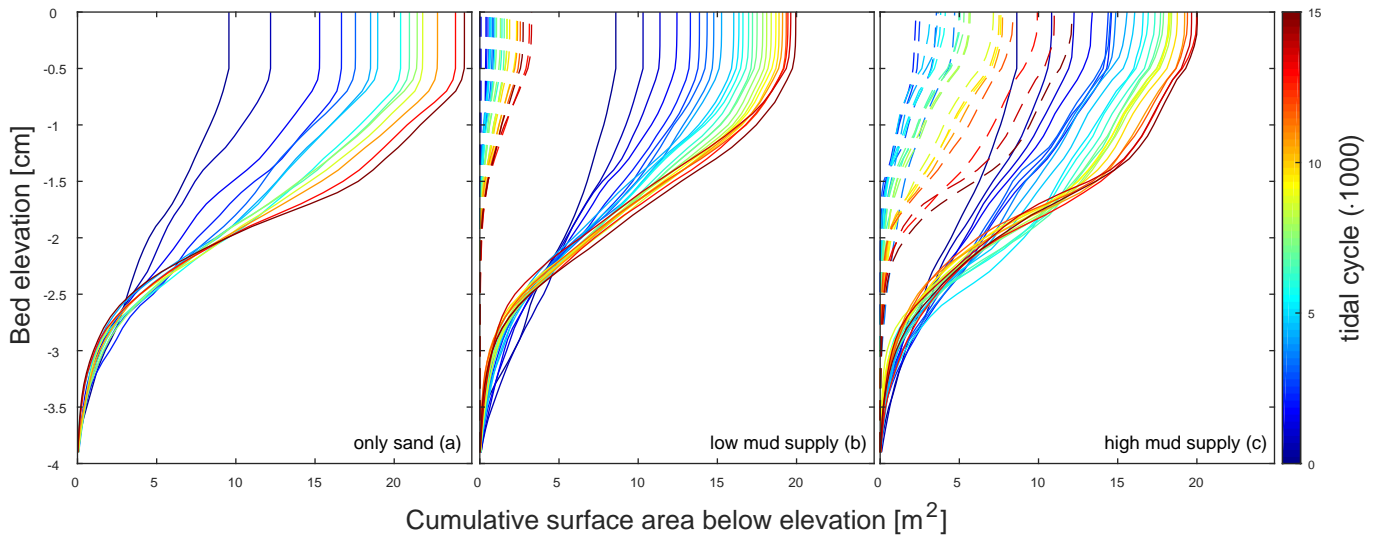 Bed elevation [cm]
0
-0.5
-1
-1.5
-2
-2.5
-3
-3.5
-4
only sand (a)
low mud supply (b)
high mud supply (c)
0 5 10 15 20
0 5 10 15 20
0 5 10 15 20
Cumulative surface area below elevation [m²]
15
10
5
0
tidal cycle (·1000)